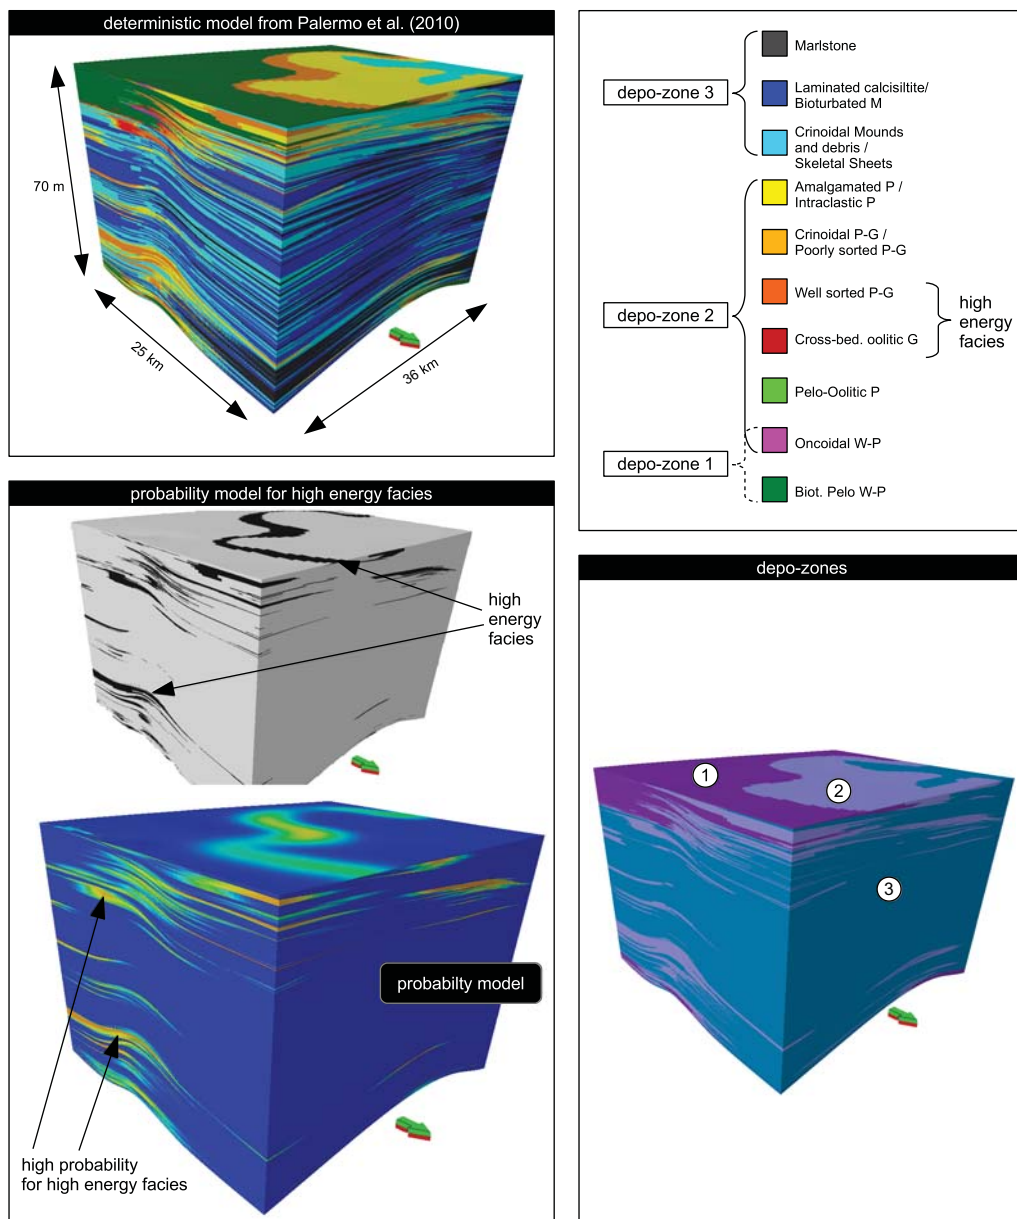 deterministic model from Palermo et al. (2010)
70 m
25 km
36 km
depo-zone 3
Marlstone
Laminated calcisiltite/
Bioturbated M
Crinoidal Mounds
and debris /
Skeletal Sheets
depo-zone 2
Amalgamated P /
Intraclastic P
Crinoidal P-G /
Poorly sorted P-G
Well sorted P-G
Cross-bed. oolitic G
high
energy
facies
Pelo-Oolitic P
depo-zone 1
Oncoidal W-P
Biot. Pelo W-P
probability model for high energy facies
high
energy
facies
probabilty model
high probability
for high energy facies
depo-zones
1
2
3